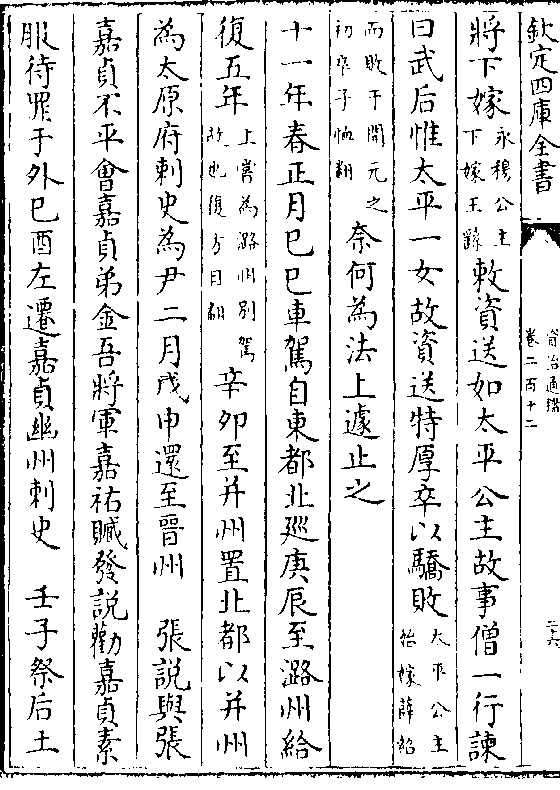 欽定四庫全書
資治通鑑
卷二百十二
二六
將下嫁永穆公主下嫁王繇敕資送如太平公主故事僧一行諫
曰武后惟太平一女故資送特厚卒以驕敗太平公主始嫁薛紹
而敗于開元之初卒子恤翻奈何為法上遽止之
十一年春正月己巳車駕自東都北廵庚辰至潞州給
復五年上嘗為潞州别駕故也復方目翻辛卯至并州置北都以并州
為太原府刺史為尹二月戊申還至晉州　張説與張
嘉貞不平會嘉貞弟金吾將軍嘉祐贓發説勸嘉貞素
服待罪于外己酉左遷嘉貞幽州刺史　壬子祭后土